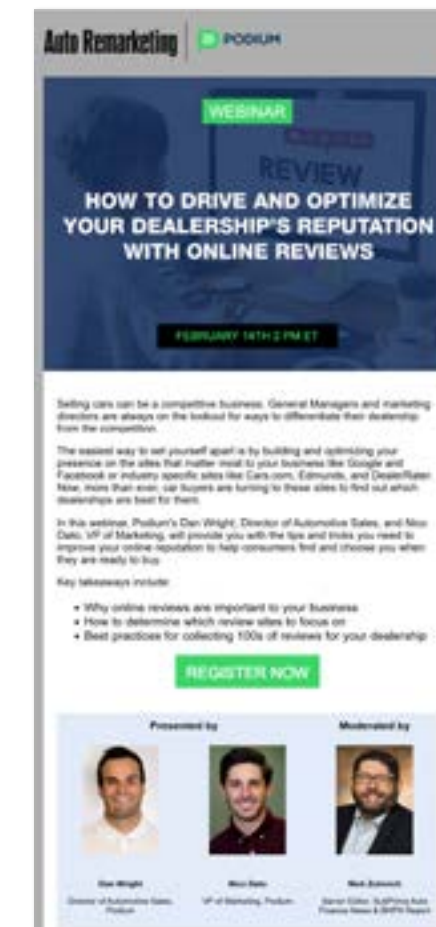 Auto Remarketing PODIUM
WEBINAR
REVIEW
HOW TO DRIVE AND OPTIMIZE
YOUR DEALERSHIP'S REPUTATION
WITH ONLINE REVIEWS
FEBRUARY 14TH 2 PM ET
Selling cars can be a competitive business. General Managers and marketing
directors are always on the lookout for ways to differentiate their dealership
from the competition.
The easiest way to set yourself apart is by building and optimizing your
presence on the sites that matter most to your business like Google and
Facebook or industry specific sites like Cars.com, Edmunds, and DealerRater.
Now, more than ever, car buyers are turning to these sites to find out which
dealerships are best for them.
In this webinar, Podium's Dan Wright, Director of Automotive Sales, and Nico
Dato, VP of Marketing, will provide you with the tips and tricks you need to
improve your online reputation to help consumers find and choose you when
they are ready to buy.
Key takeaways include:
• Why online reviews are important to your business
• How to determine which review sites to focus on
• Best practices for collecting 100s of reviews for your dealership
REGISTER NOW
Presented by Moderated by
Dan Wright Nico Dato Nick
Director of Automotive Sales, VP of Marketing, Podium Senior Editor, Auto
Podium Finance News & BHPH Report